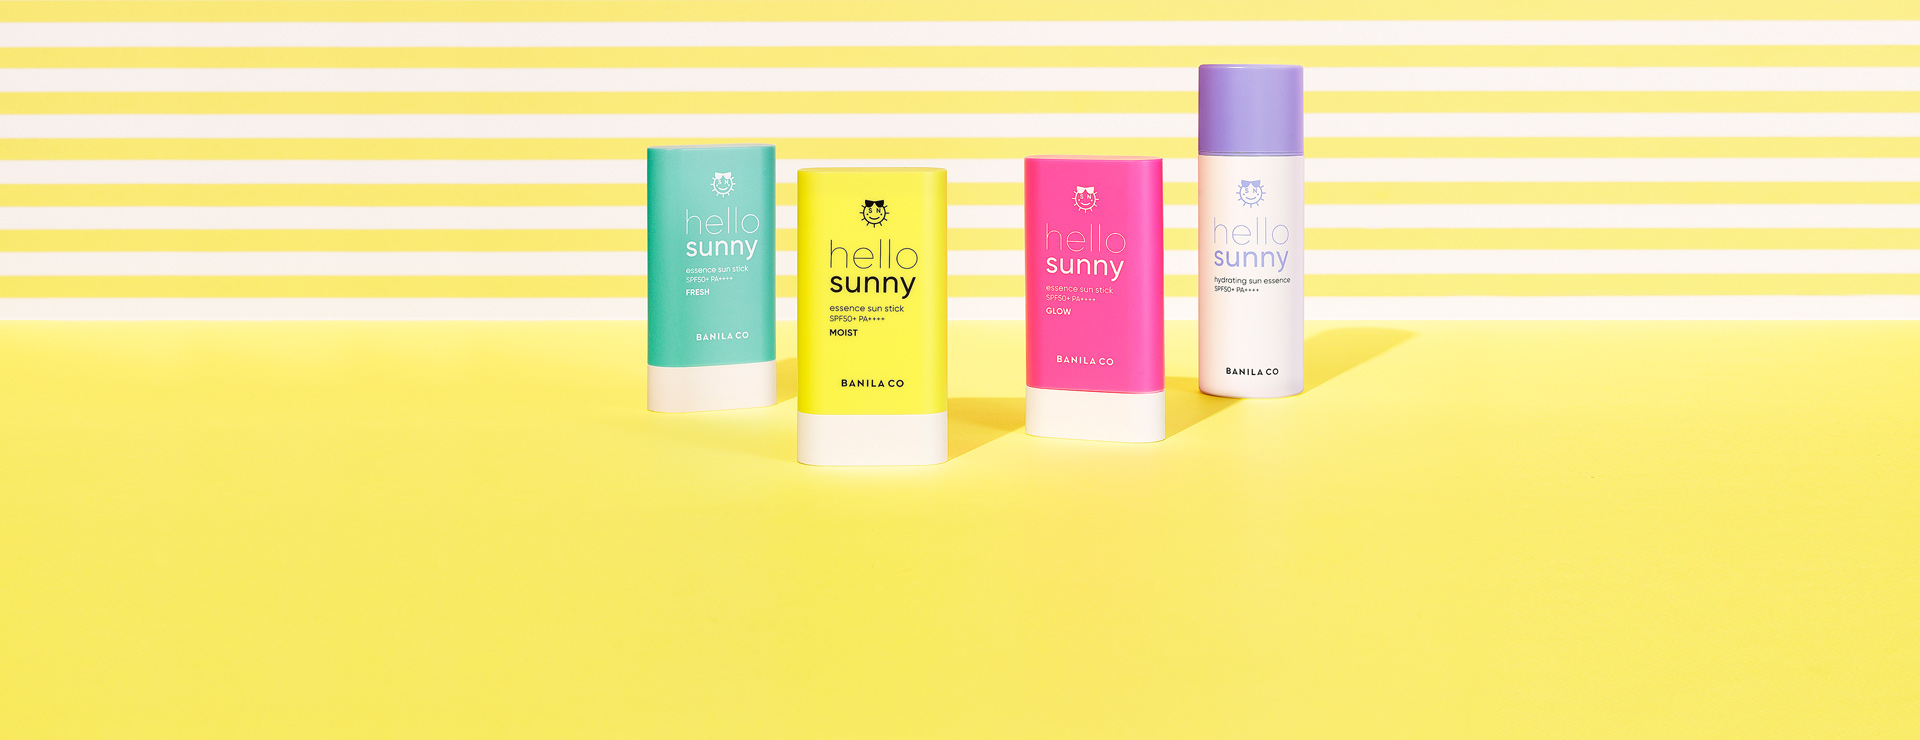 S N
hello
sunny
essence sun stick
SPF50+ PA++++
FRESH
BANILA CO
S N
hello
sunny
essence sun stick
SPF50+ PA++++
MOIST
BANILA CO
S N
hello
sunny
essence sun stick
SPF50+ PA++++
GLOW
BANILA CO
S N
hello
sunny
hydrating sun essence
SPF50+ PA++++
BANILA CO